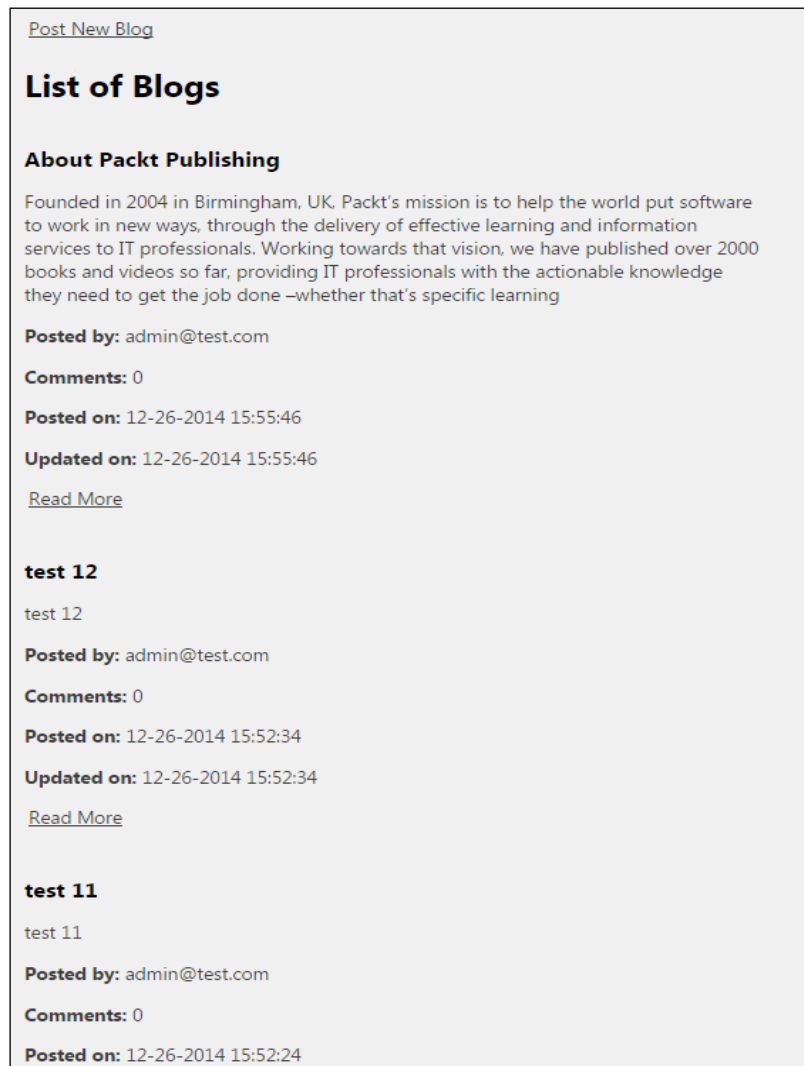 Post New Blog
List of Blogs
About Packt Publishing
Founded in 2004 in Birmingham, UK, Packt’s mission is to help the world put software
to work in new ways, through the delivery of effective learning and information
services to IT professionals. Working towards that vision, we have published over 2000
books and videos so far, providing IT professionals with the actionable knowledge
they need to get the job done –whether that’s specific learning
Posted by: admin@test.com
Comments: 0
Posted on: 12-26-2014 15:55:46
Updated on: 12-26-2014 15:55:46
Read More
test 12
test 12
Posted by: admin@test.com
Comments: 0
Posted on: 12-26-2014 15:52:34
Updated on: 12-26-2014 15:52:34
Read More
test 11
test 11
Posted by: admin@test.com
Comments: 0
Posted on: 12-26-2014 15:52:24